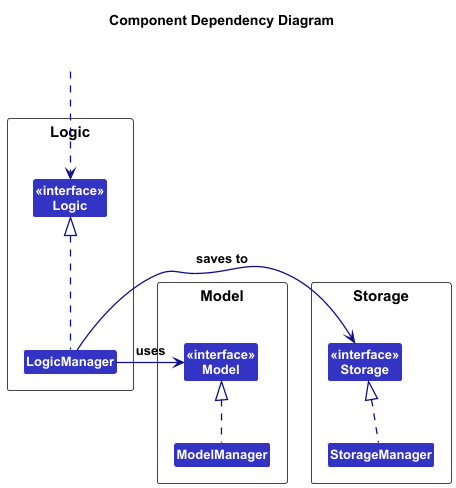 Component Dependency Diagram
Logic
«interface»
Logic
saves to
Model
Storage
LogicManager
uses
«interface»
Model
«interface»
Storage
ModelManager
StorageManager